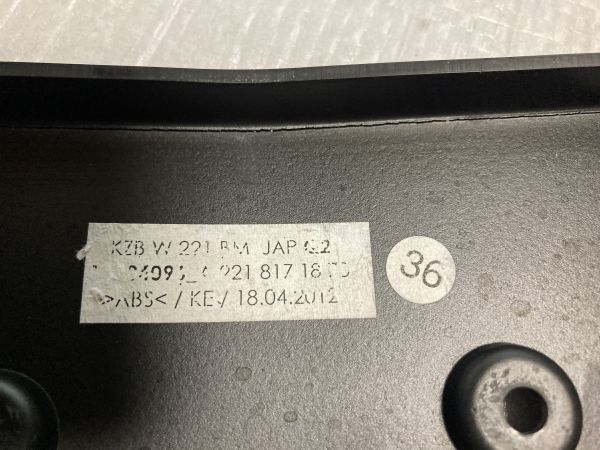 KZB W 221 BM JAP G2
221 817 18
>ABS< / KE / 18.04.2012
36